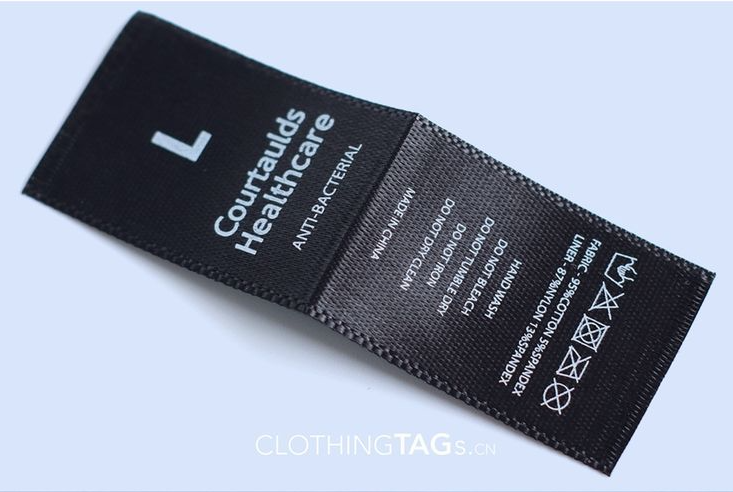 L
Courtaulds
Healthcare
ANTI-BACTERIAL
FABRIC: 95%COTTON 5%SPANDEX
LINER - 87%NYLON 13%SPANDEX
HAND WASH
DO NOT BLEACH
DO NOT TUMBLE DRY
DO NOT IRON
DO NOT DRY CLEAN
MADE IN CHINA
CLOTHINGTAGs.CN